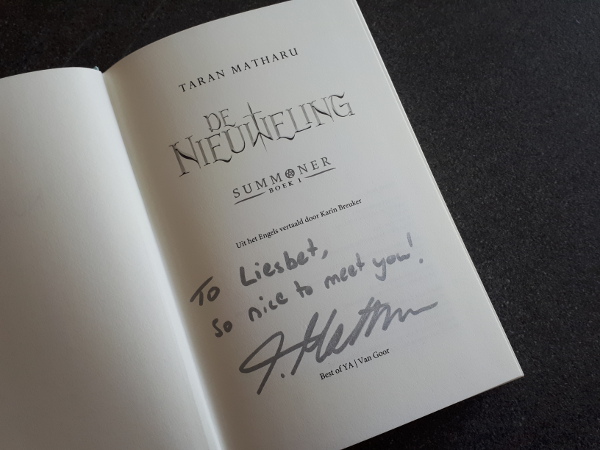 TARAN MATHARU
DE
NIEUWELING
SUMMONER
BOEK 1
Uit het Engels vertaald door Karin Breuker
To Liesbet,
so nice to meet you!
T. Matharu
Best of YA | Van Goor